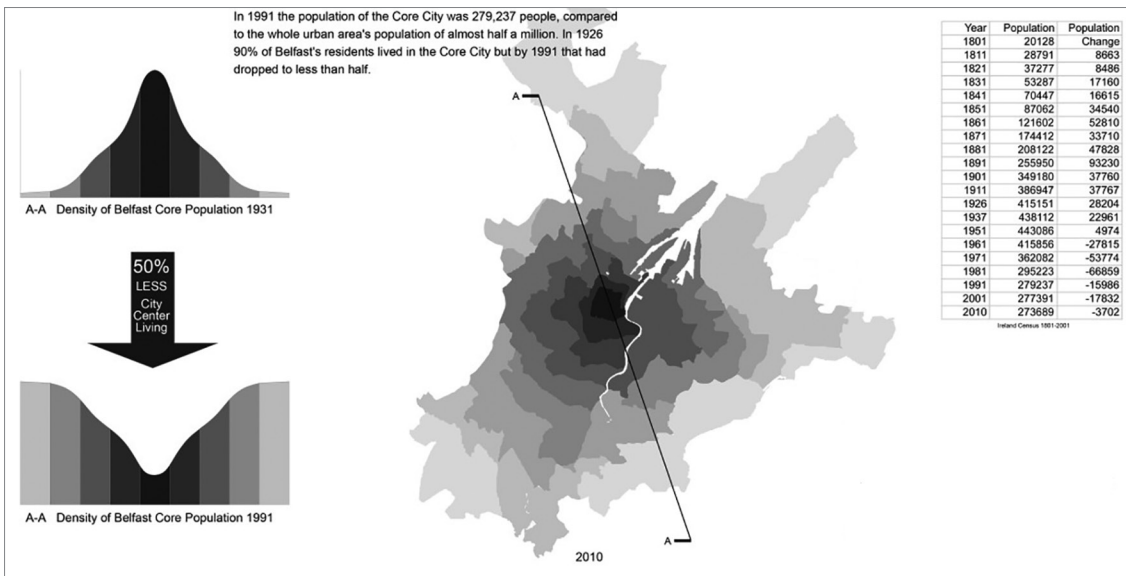 In 1991 the population of the Core City was 279,237 people, compared
to the whole urban area's population of almost half a million. In 1926
90% of Belfast's residents lived in the Core City but by 1991 that had
dropped to less than half.
A-A Density of Belfast Core Population 1931
50%
LESS
City
Center
Living
A-A Density of Belfast Core Population 1991
A
A
2010
Year Population Population
1801 20128 Change
1811 28791 8663
1821 37277 8486
1831 53287 17160
1841 70447 16615
1851 87062 34540
1861 121602 52810
1871 174412 33710
1881 208122 47828
1891 255950 93230
1901 349180 37760
1911 386947 37767
1926 415151 28204
1937 438112 22961
1951 443086 4974
1961 415856 -27815
1971 362082 -53774
1981 295223 -66859
1991 279237 -15986
2001 277391 -17832
2010 273689 -3702
Ireland Census 1801-2001